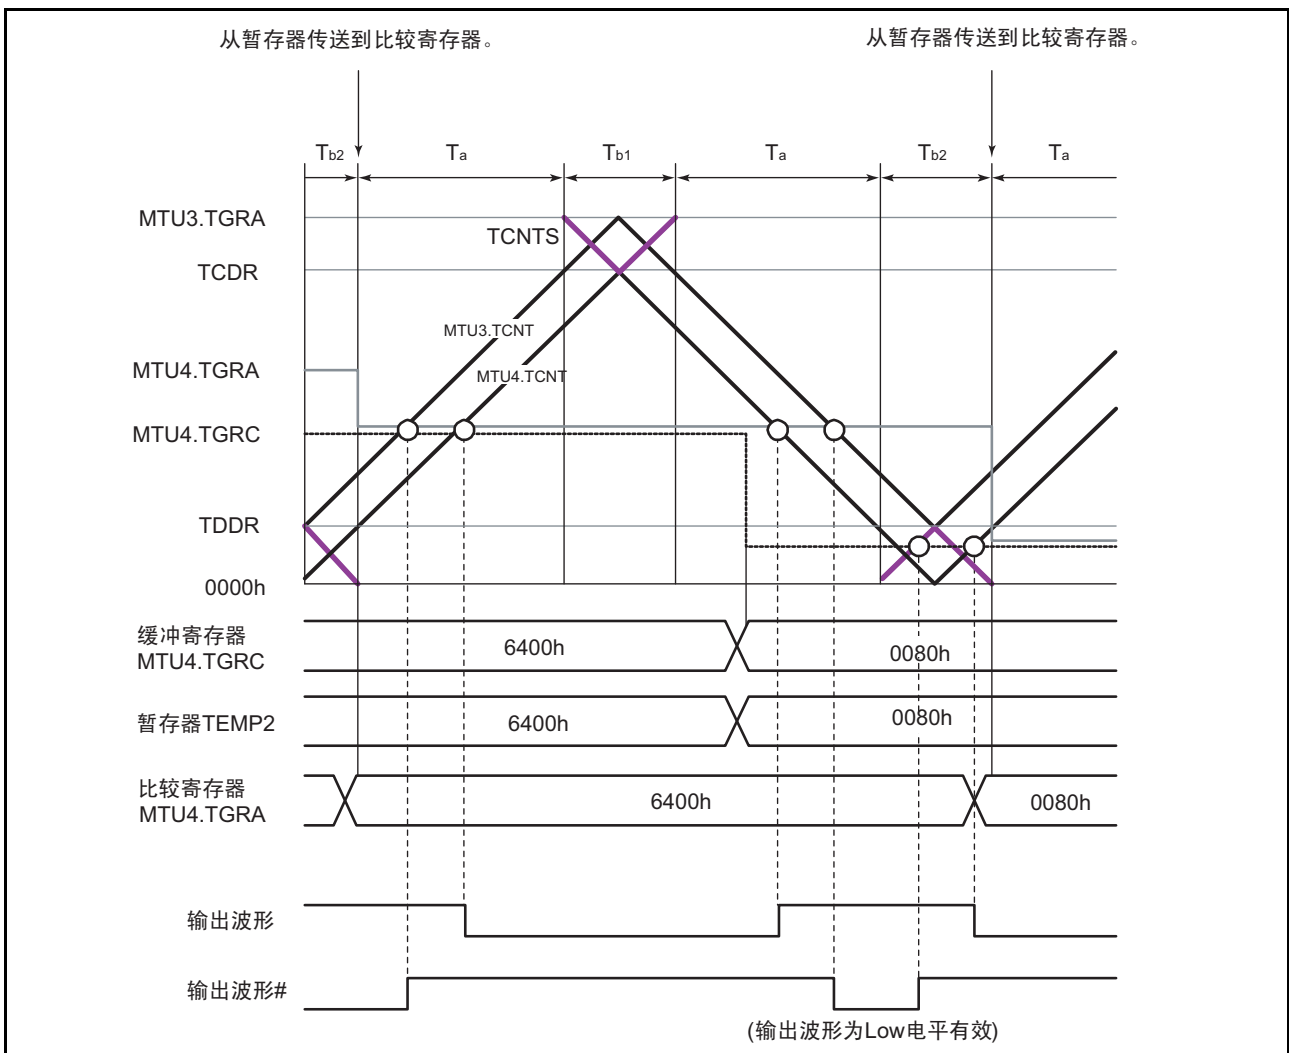 从暂存器传送到比较寄存器。
从暂存器传送到比较寄存器。
Tb2
Ta
Tb1
Ta
Tb2
Ta
MTU3.TGRA
TCNTS
TCDR
MTU3.TCNT
MTU4.TGRA
MTU4.TCNT
MTU4.TGRC
TDDR
0000h
缓冲寄存器
MTU4.TGRC
6400h
0080h
暂存器TEMP2
6400h
0080h
比较寄存器
MTU4.TGRA
6400h
0080h
输出波形
输出波形#
(输出波形为Low电平有效)